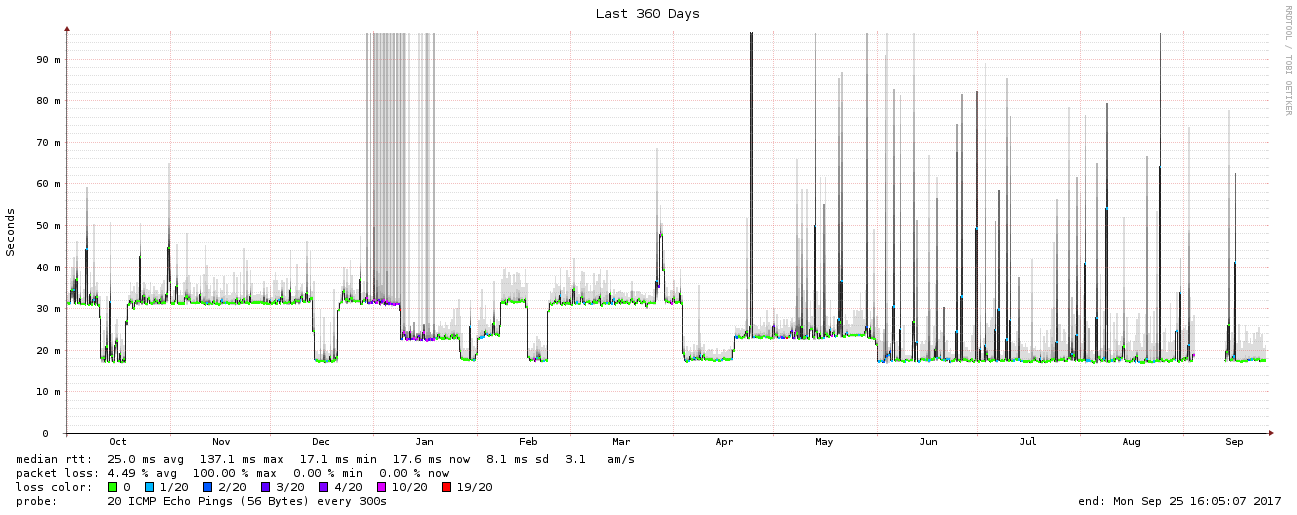 Last 360 Days
RRDTOOL / TOBI OETIKER
Seconds
90 m
80 m
70 m
60 m
50 m
40 m
30 m
20 m
10 m
0
Oct Nov Dec Jan Feb Mar Apr May Jun Jul Aug Sep
median rtt: 25.0 ms avg 137.1 ms max 17.1 ms min 17.6 ms now 8.1 ms sd 3.1 am/s
packet loss: 4.49 % avg 100.00 % max 0.00 % min 0.00 % now
loss color: 0 1/20 2/20 3/20 4/20 10/20 19/20
probe: 20 ICMP Echo Pings (56 Bytes) every 300s end: Mon Sep 25 16:05:07 2017